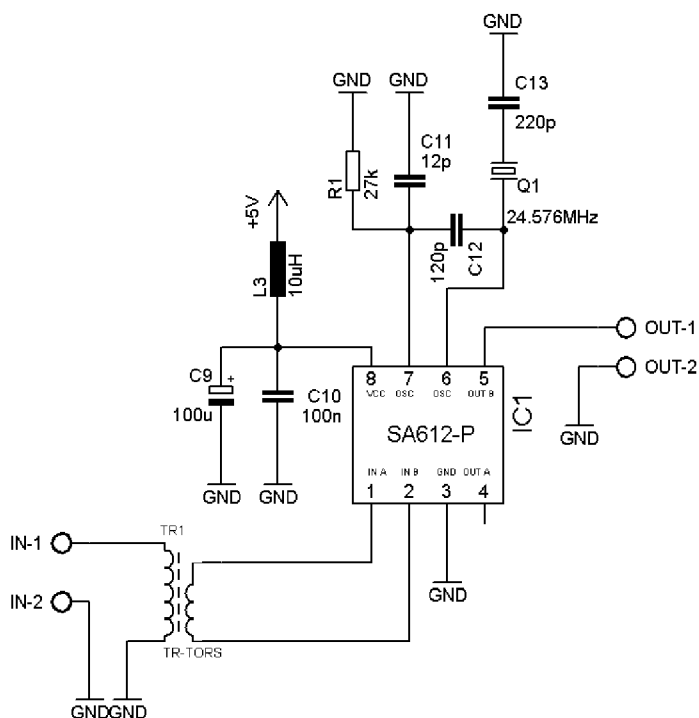 GND
C13
220p
GND
GND
C11
12p
R1
27k
Q1
24.576MHz
120p
C12
+5V
L3
10uH
OUT-1
OUT-2
C9
+
100u
C10
100n
8
7
6
5
VCC
OSC
OSC
OUT B
SA612-P
IC1
IN A
IN B
GND
OUT A
1
2
3
4
GND
GND
GND
GND
TR1
IN-1
IN-2
TR-TORS
GND
GND